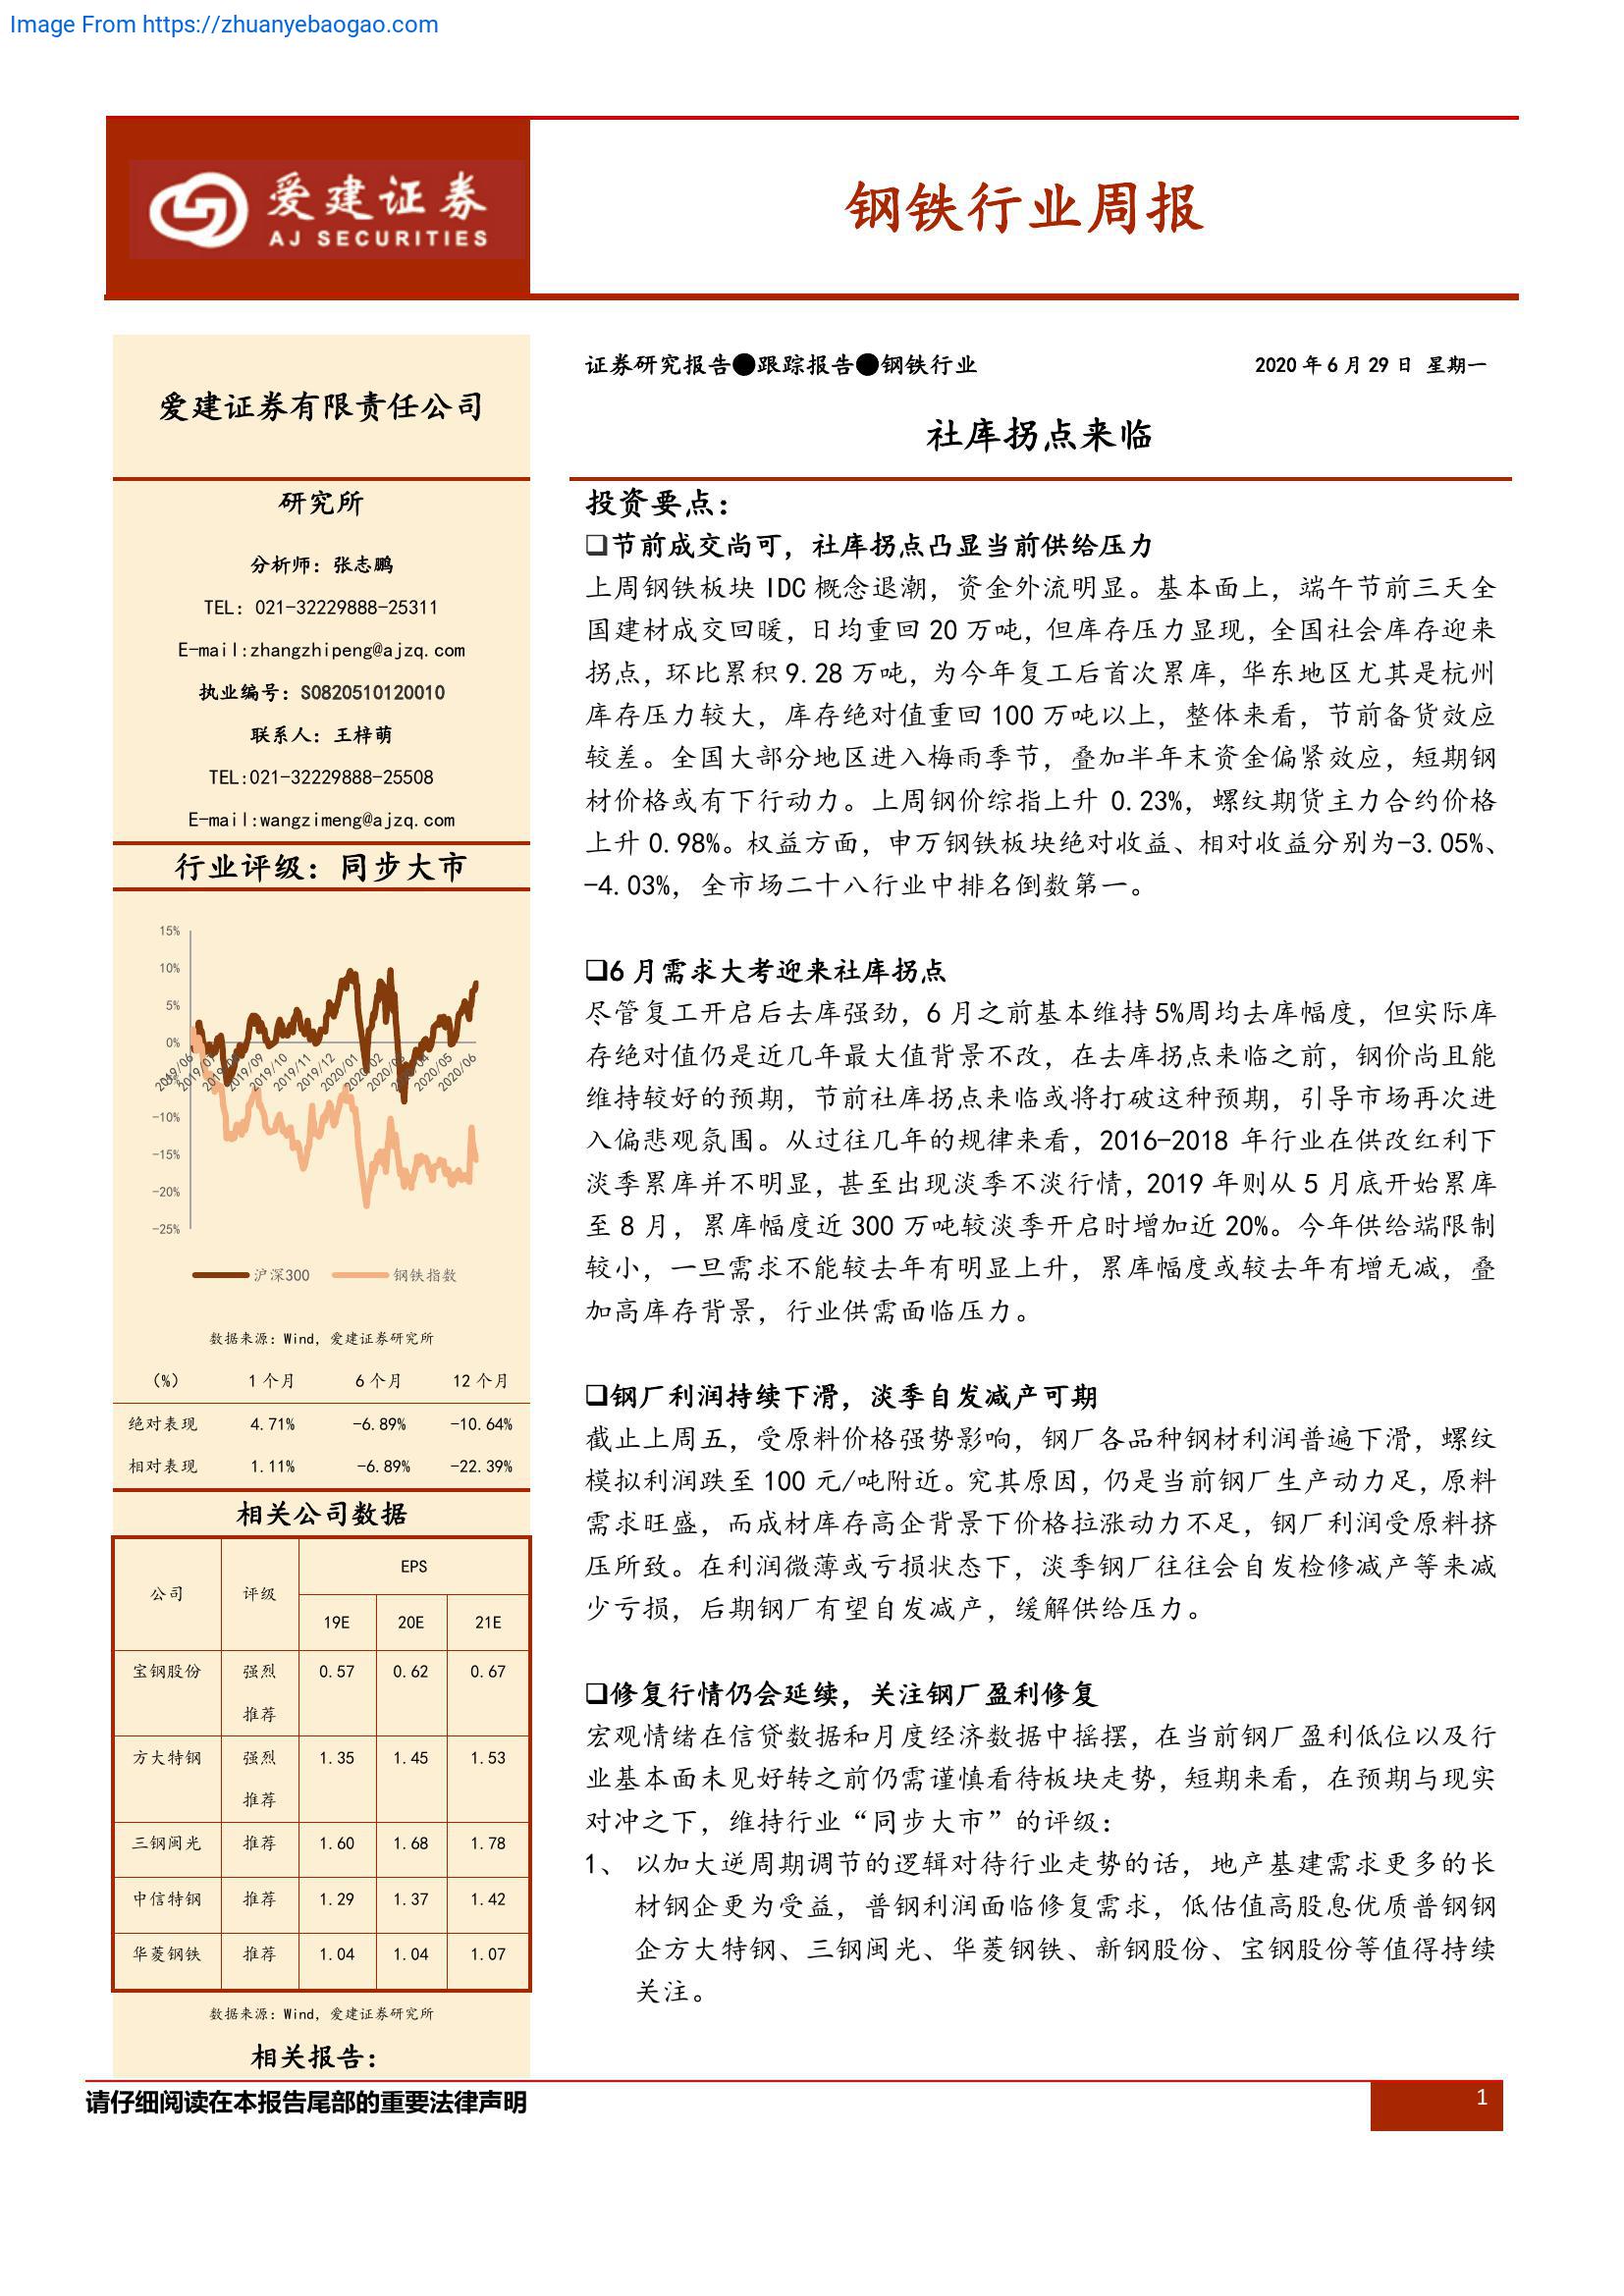 Image From https://zhuanyebaogao.com
爱建证券
AJ SECURITIES
钢铁行业周报
爱建证券有限责任公司
研究所
分析师：张志鹏
TEL：021-32229888-25311
E-mail:zhangzhipeng@ajzq.com
执业编号：S0820510120010
联系人：王梓萌
TEL:021-32229888-25508
E-mail:wangzimeng@ajzq.com
行业评级：同步大市
15%
10%
5%
0%
-10%
-15%
-20%
-25%
2019/06
2019/07
2019/09
2019/10
2019/11
2019/12
2020/01
2020/02
2020/03
2020/04
2020/05
2020/06
沪深300 钢铁指数
数据来源：Wind，爱建证券研究所
（%） 1 个月 6 个月 12 个月
绝对表现 4.71% -6.89% -10.64%
相对表现 1.11% -6.89% -22.39%
相关公司数据
公司 评级 EPS
19E 20E 21E
宝钢股份 强烈 0.57 0.62 0.67
推荐
方大特钢 强烈 1.35 1.45 1.53
推荐
三钢闽光 推荐 1.60 1.68 1.78
中信特钢 推荐 1.29 1.37 1.42
华菱钢铁 推荐 1.04 1.04 1.07
数据来源：Wind，爱建证券研究所
相关报告：
证券研究报告●跟踪报告●钢铁行业 2020 年 6 月 29 日 星期一
社库拐点来临
投资要点：
❑节前成交尚可，社库拐点凸显当前供给压力
上周钢铁板块 IDC 概念退潮，资金外流明显。基本面上，端午节前三天全
国建材成交回暖，日均重回 20 万吨，但库存压力显现，全国社会库存迎来
拐点，环比累积 9.28 万吨，为今年复工后首次累库，华东地区尤其是杭州
库存压力较大，库存绝对值重回 100 万吨以上，整体来看，节前备货效应
较差。全国大部分地区进入梅雨季节，叠加半年末资金偏紧效应，短期钢
材价格或有下行动力。上周钢价综指上升 0.23%，螺纹期货主力合约价格
上升 0.98%。权益方面，申万钢铁板块绝对收益、相对收益分别为-3.05%、
-4.03%，全市场二十八行业中排名倒数第一。
❑6 月需求大考迎来社库拐点
尽管复工开启后去库强劲，6 月之前基本维持 5%周均去库幅度，但实际库
存绝对值仍是近几年最大值背景不改，在去库拐点来临之前，钢价尚且能
维持较好的预期，节前社库拐点来临或将打破这种预期，引导市场再次进
入偏悲观氛围。从过往几年的规律来看，2016-2018 年行业在供改红利下
淡季累库并不明显，甚至出现淡季不淡行情，2019 年则从 5 月底开始累库
至 8 月，累库幅度近 300 万吨较淡季开启时增加近 20%。今年供给端限制
较小，一旦需求不能较去年有明显上升，累库幅度或较去年有增无减，叠
加高库存背景，行业供需面临压力。
❑钢厂利润持续下滑，淡季自发减产可期
截止上周五，受原料价格强势影响，钢厂各品种钢材利润普遍下滑，螺纹
模拟利润跌至 100 元/吨附近。究其原因，仍是当前钢厂生产动力足，原料
需求旺盛，而成材库存高企背景下价格拉涨动力不足，钢厂利润受原料挤
压所致。在利润微薄或亏损状态下，淡季钢厂往往会自发检修减产等来减
少亏损，后期钢厂有望自发减产，缓解供给压力。
❑修复行情仍会延续，关注钢厂盈利修复
宏观情绪在信贷数据和月度经济数据中摇摆，在当前钢厂盈利低位以及行
业基本面未见好转之前仍需谨慎看待板块走势，短期来看，在预期与现实
对冲之下，维持行业“同步大市”的评级：
1、 以加大逆周期调节的逻辑对待行业走势的话，地产基建需求更多的长
材钢企更为受益，普钢利润面临修复需求，低估值高股息优质普钢钢
企方大特钢、三钢闽光、华菱钢铁、新钢股份、宝钢股份等值得持续
关注。
请仔细阅读在本报告尾部的重要法律声明 1